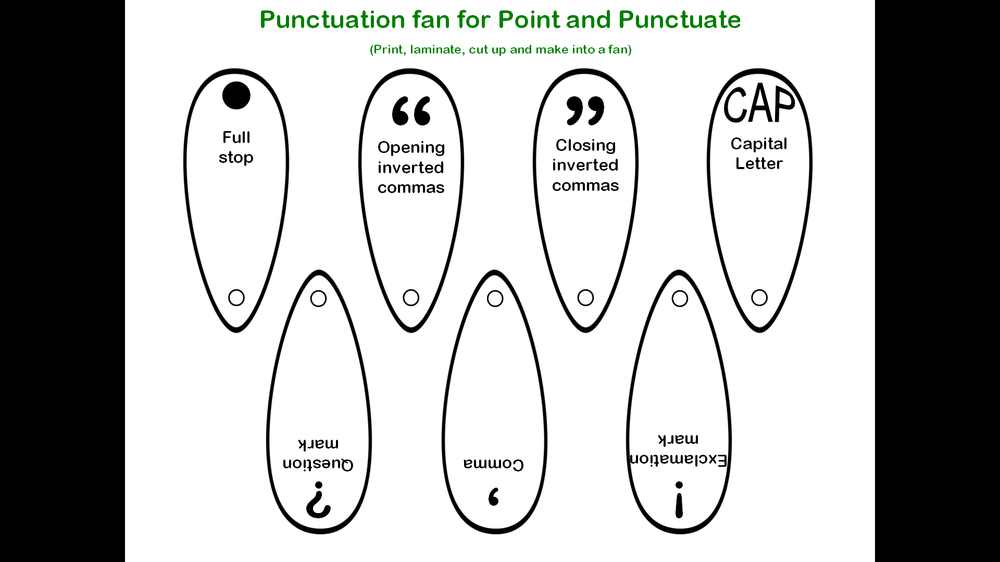 Punctuation fan for Point and Punctuate
(Print, laminate, cut up and make into a fan)
Full
stop
“
Opening
inverted
commas
”
Closing
inverted
commas
CAP
Capital
Letter
?
Question
mark
,
Comma
!
Exclamation
mark